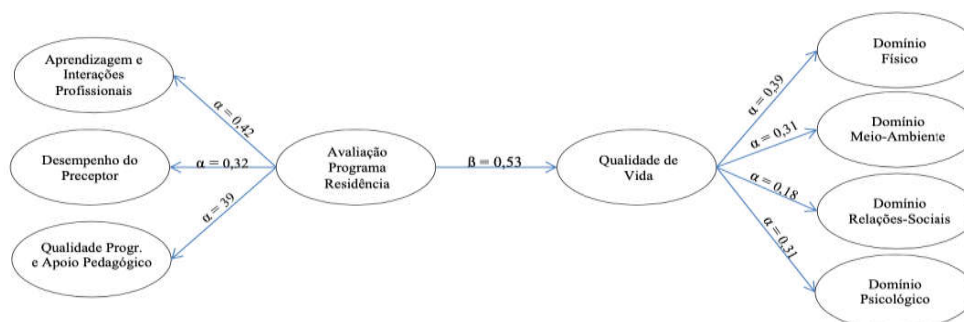 Aprendizagem e
Interações
Profissionais
α = 0,42
Desempenho do
Preceptor
α = 0,32
Qualidade Progr.
e Apoio Pedagógico
α = 39
Avaliação
Programa
Residência
β = 0,53
Qualidade de
Vida
α = 0,39
Domínio
Físico
α = 0,31
Domínio
Meio-Ambiente
α = 0,18
Domínio
Relações-Sociais
α = 0,31
Domínio
Psicológico